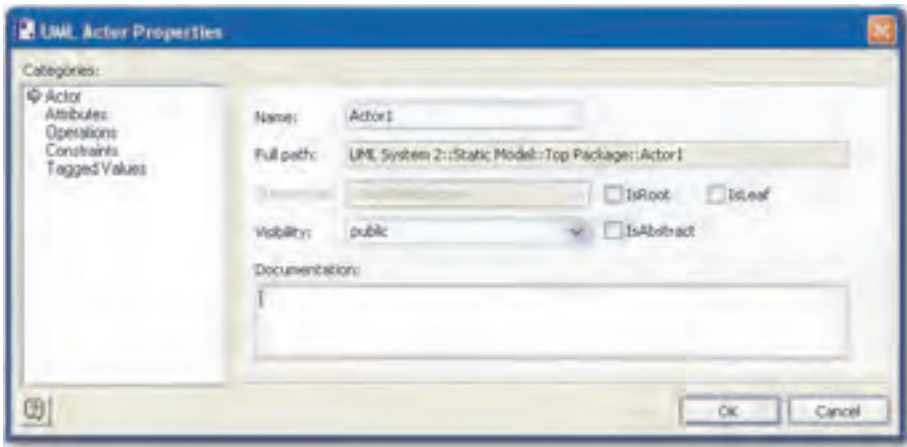 UML Actor Properties
Categories:
Actor
Attributes
Operations
Constraints
Tagged Values
Name: Actor1
Full path: UML System 2::Static Model::Top Package::Actor1
IsRoot IsLeaf
Visibility: public IsAbstract
Documentation:
OK Cancel